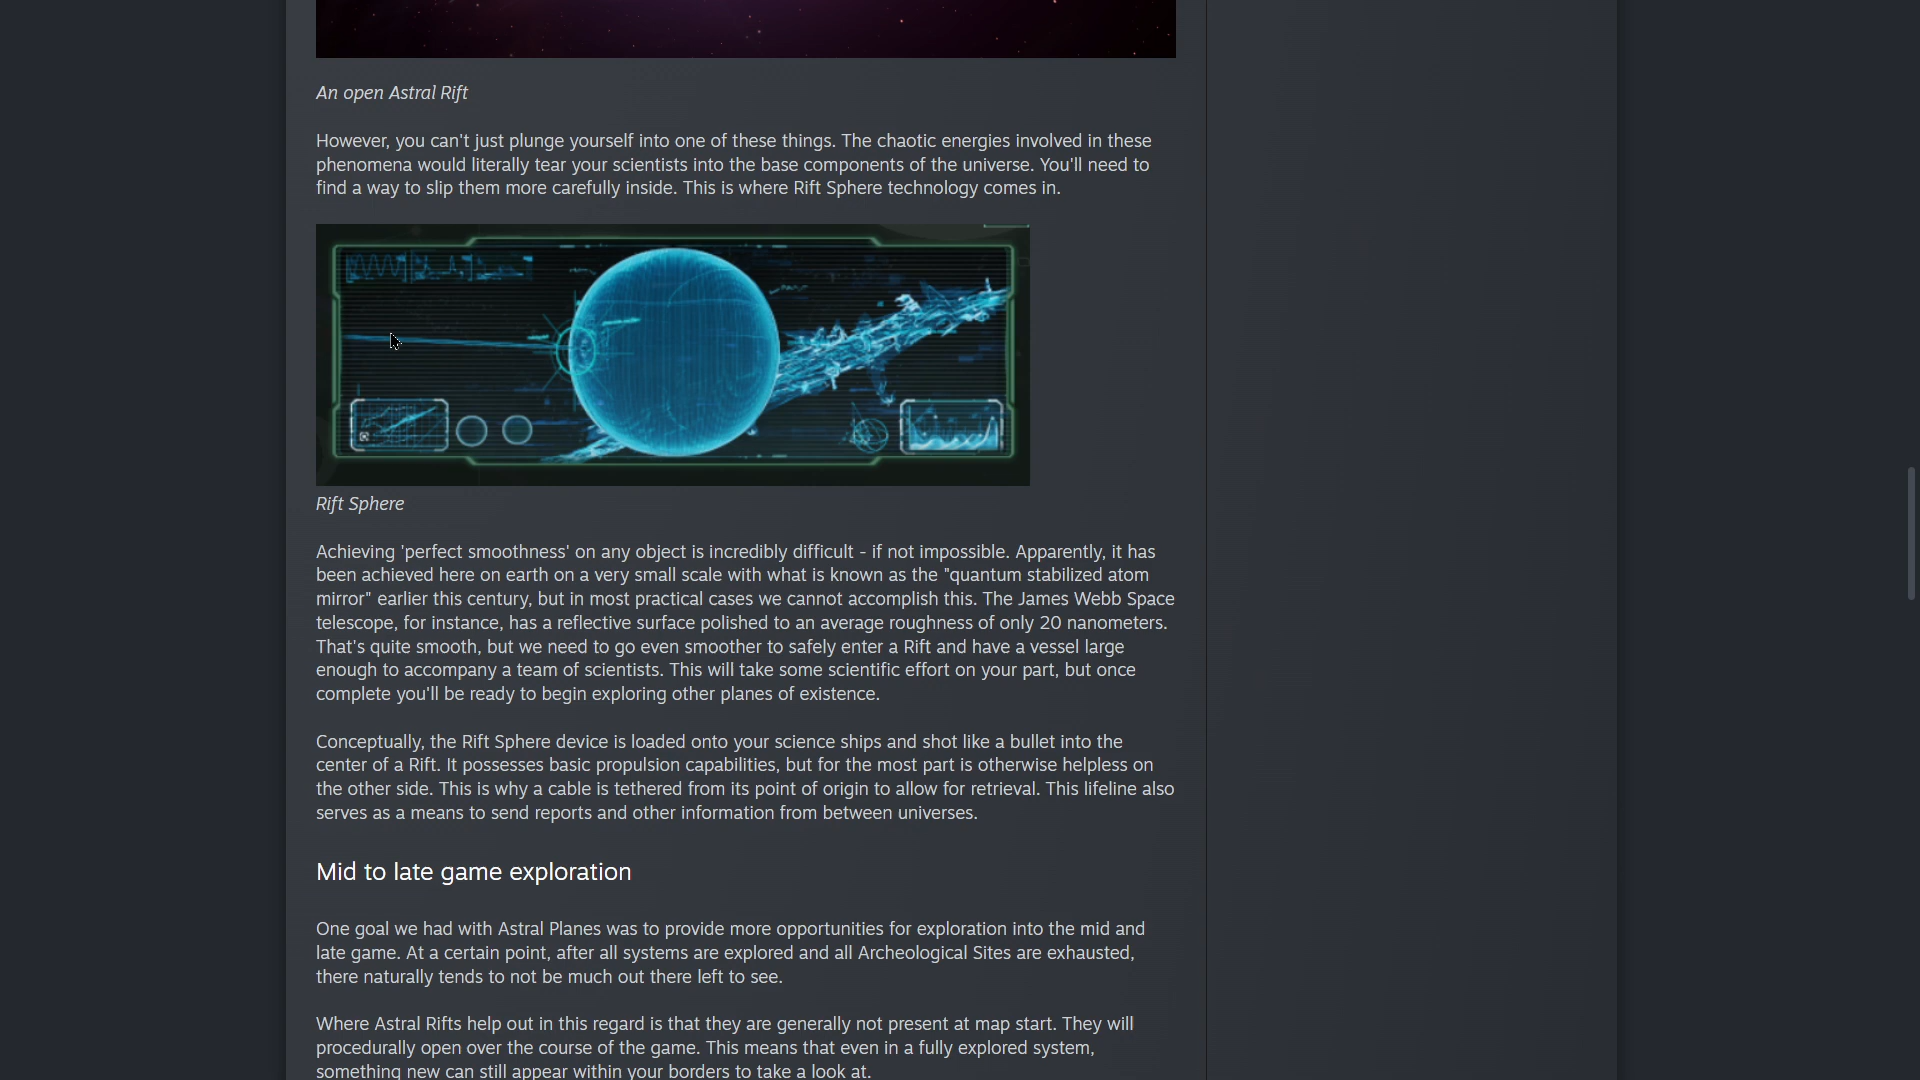 An open Astral Rift
However, you can't just plunge yourself into one of these things. The chaotic energies involved in these
phenomena would literally tear your scientists into the base components of the universe. You'll need to
find a way to slip them more carefully inside. This is where Rift Sphere technology comes in.
Rift Sphere
Achieving 'perfect smoothness' on any object is incredibly difficult - if not impossible. Apparently, it has
been achieved here on earth on a very small scale with what is known as the "quantum stabilized atom
mirror" earlier this century, but in most practical cases we cannot accomplish this. The James Webb Space
telescope, for instance, has a reflective surface polished to an average roughness of only 20 nanometers.
That's quite smooth, but we need to go even smoother to safely enter a Rift and have a vessel large
enough to accompany a team of scientists. This will take some scientific effort on your part, but once
complete you'll be ready to begin exploring other planes of existence.
Conceptually, the Rift Sphere device is loaded onto your science ships and shot like a bullet into the
center of a Rift. It possesses basic propulsion capabilities, but for the most part is otherwise helpless on
the other side. This is why a cable is tethered from its point of origin to allow for retrieval. This lifeline also
serves as a means to send reports and other information from between universes.
Mid to late game exploration
One goal we had with Astral Planes was to provide more opportunities for exploration into the mid and
late game. At a certain point, after all systems are explored and all Archeological Sites are exhausted,
there naturally tends to not be much out there left to see.
Where Astral Rifts help out in this regard is that they are generally not present at map start. They will
procedurally open over the course of the game. This means that even in a fully explored system,
something new can still appear within your borders to take a look at.